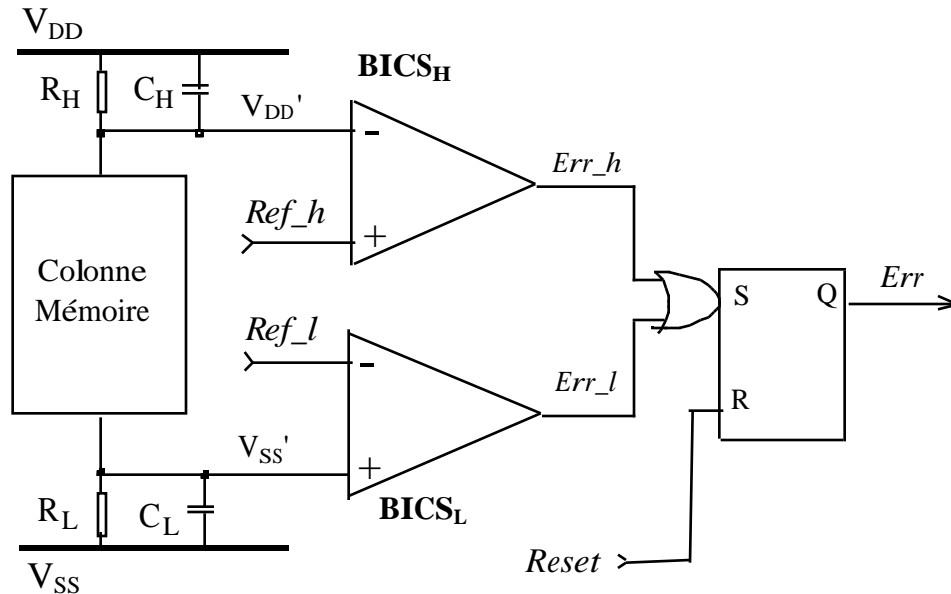 VDD
BICSH
RH
CH
VDD'
-
Err_h
Ref_h
+
Colonne
Mémoire
Err
S
Q
Ref_l
-
Err_l
R
VSS'
+
RL
CL
BICSL
Reset
VSS